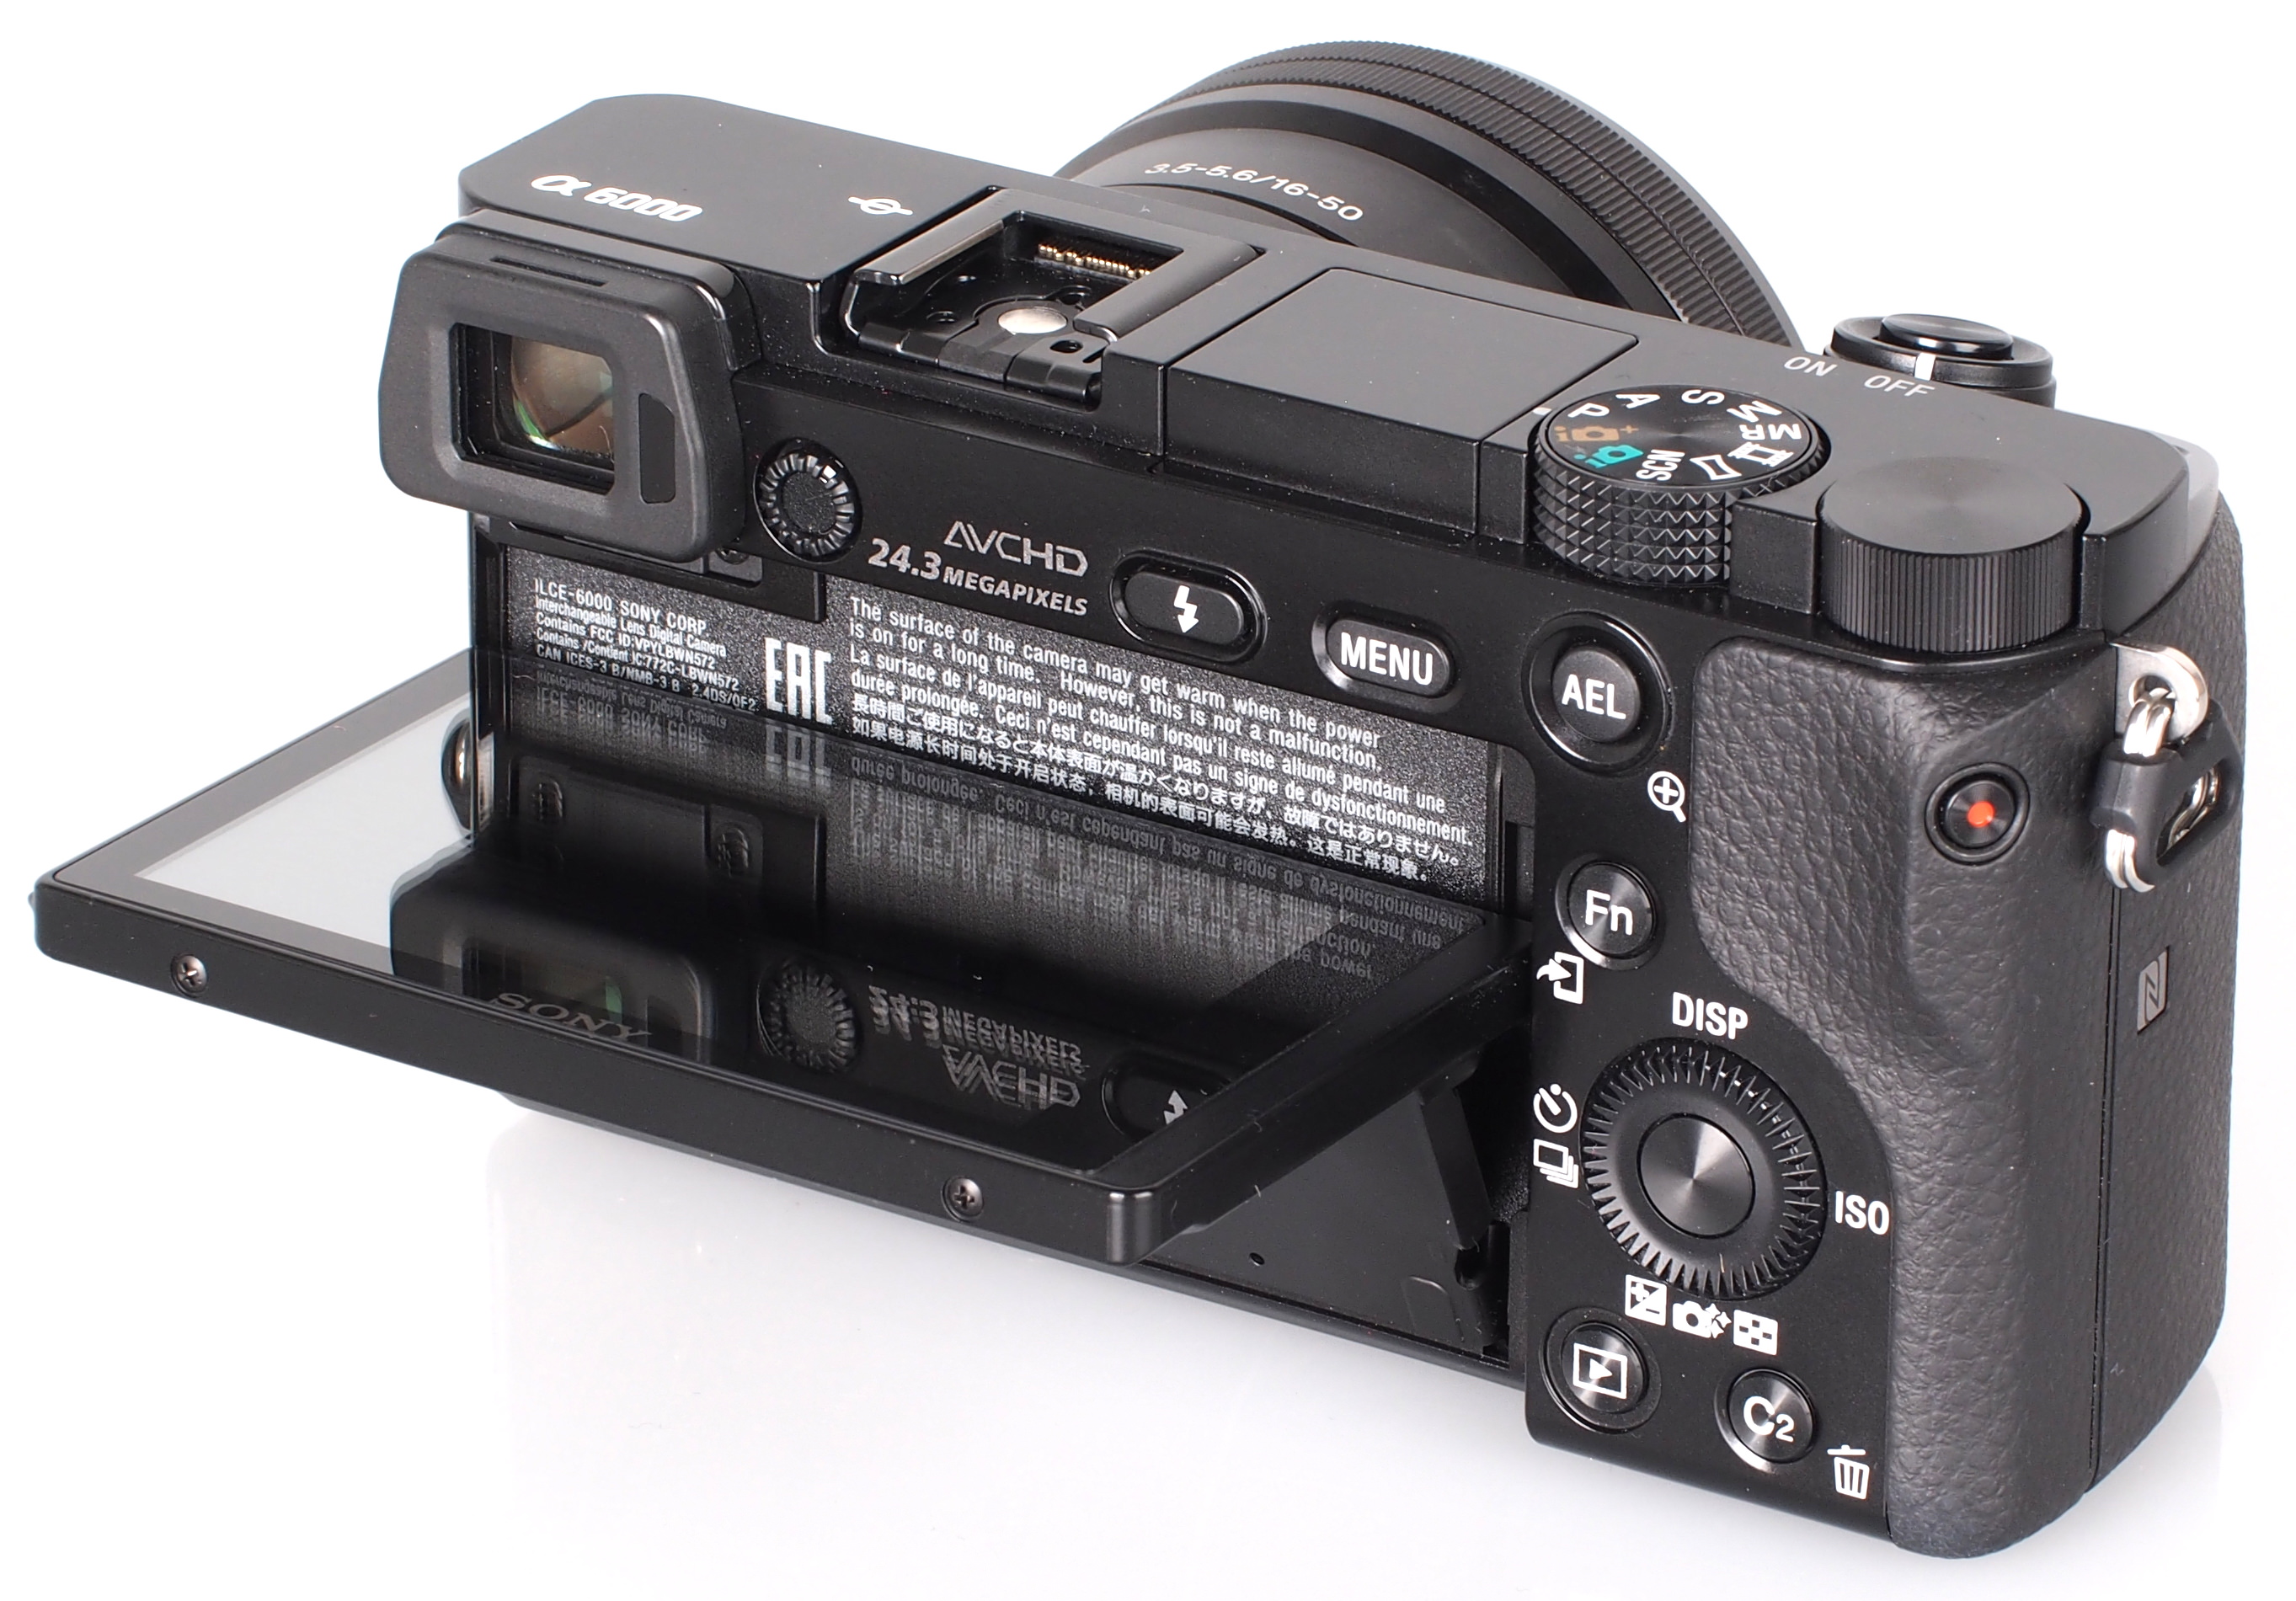 α6000
3.5-5.6/16-50
ON OFF
P A S M MR SCN
i
i+
AVCHD
24.3 MEGAPIXELS
MENU
AEL
ILCE-6000 SONY CORP.
Interchangeable Lens Digital Camera
Contains FCC ID:VPYLBWN572
Contains /Contient IC:772C-LBWN572
CAN ICES-3 B/NMB-3 B 2.4DS/OF2
EAC
The surface of the camera may get warm when the power
is on for a long time. However, this is not a malfunction.
La surface de l'appareil peut chauffer lorsqu'il reste allumé pendant une
durée prolongée. Ceci n'est cependant pas un signe de dysfonctionnement.
長時間ご使用になると本体表面が温かくなりますが、故障ではありません。
如果电源长时间处于开启状态，相机的表面可能会发热。这是正常现象。
Fn
DISP
ISO
C2
SONY